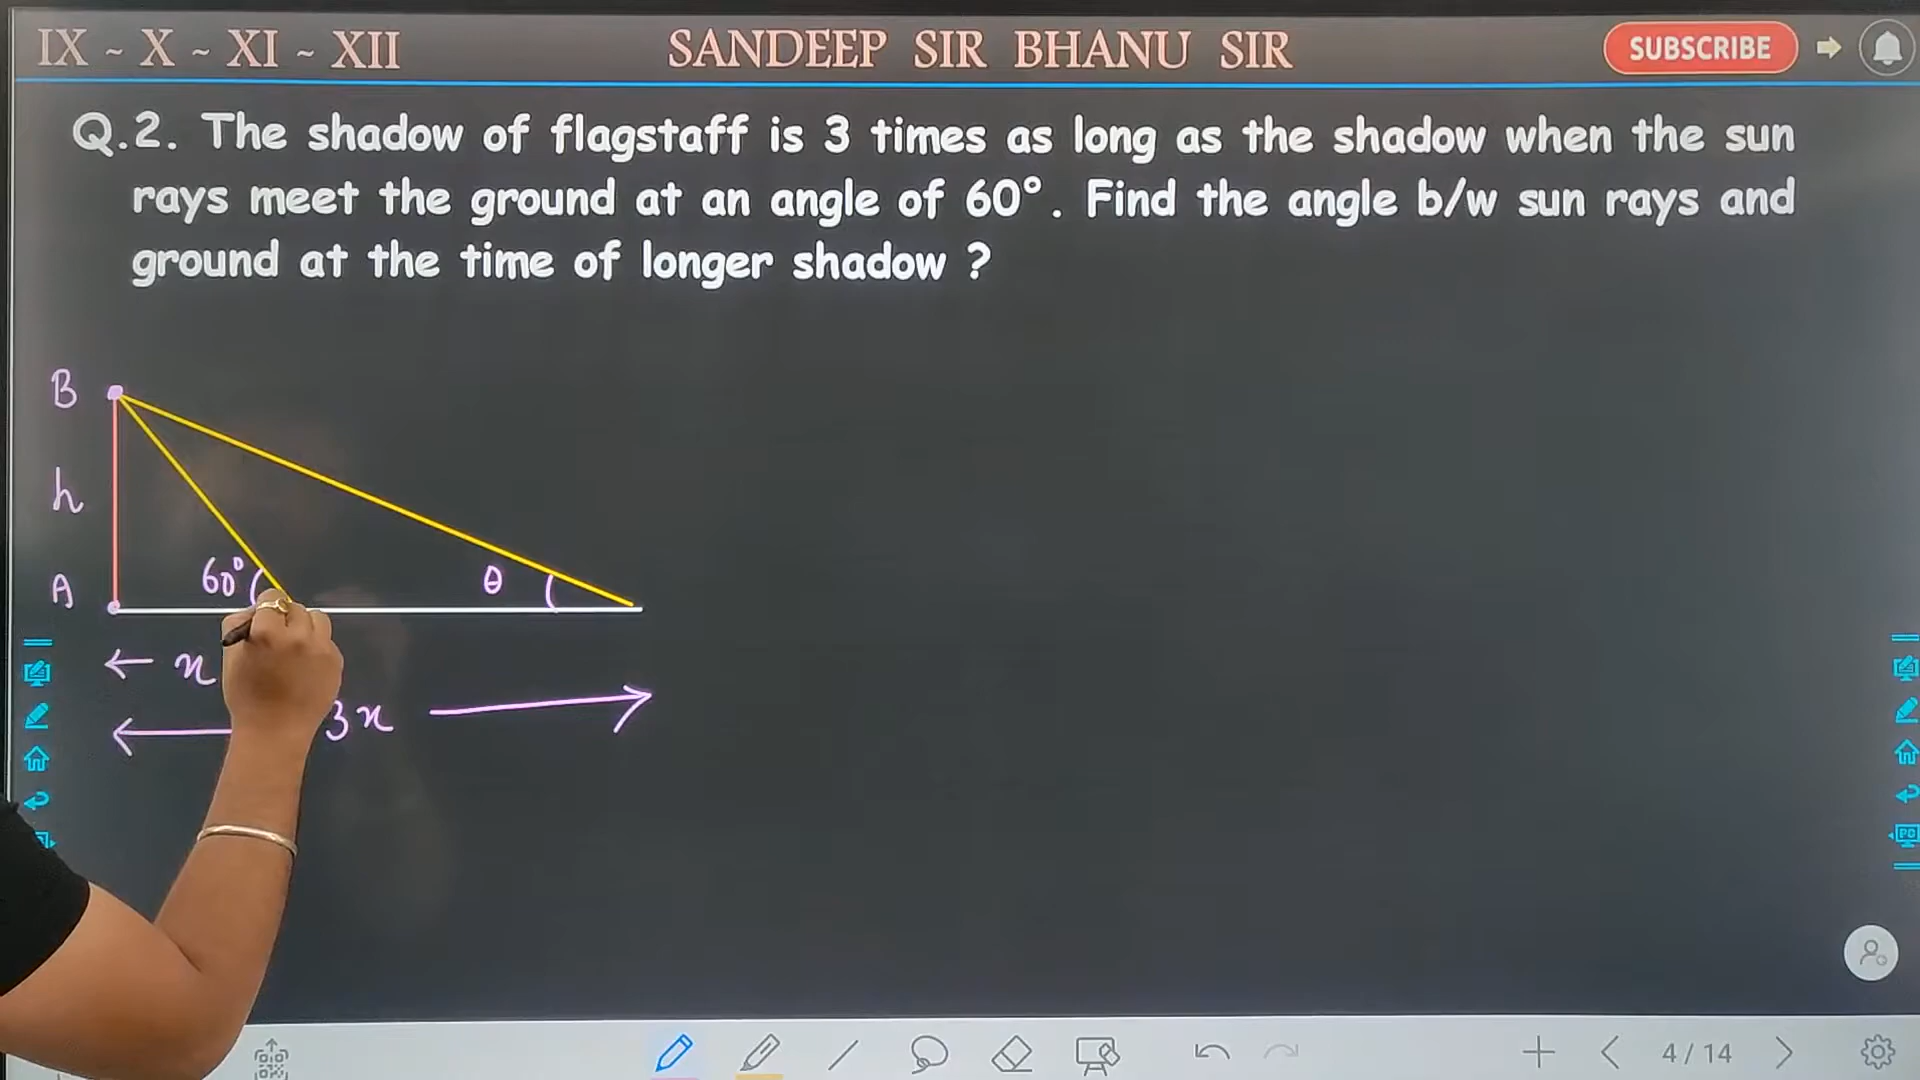 IX ~ X ~ XI ~ XII SANDEEP SIR BHANU SIR SUBSCRIBE
Q.2. The shadow of flagstaff is 3 times as long as the shadow when the sun
rays meet the ground at an angle of 60°. Find the angle b/w sun rays and
ground at the time of longer shadow ?
B
h
60° θ
A
x
3x
PC
4 / 14